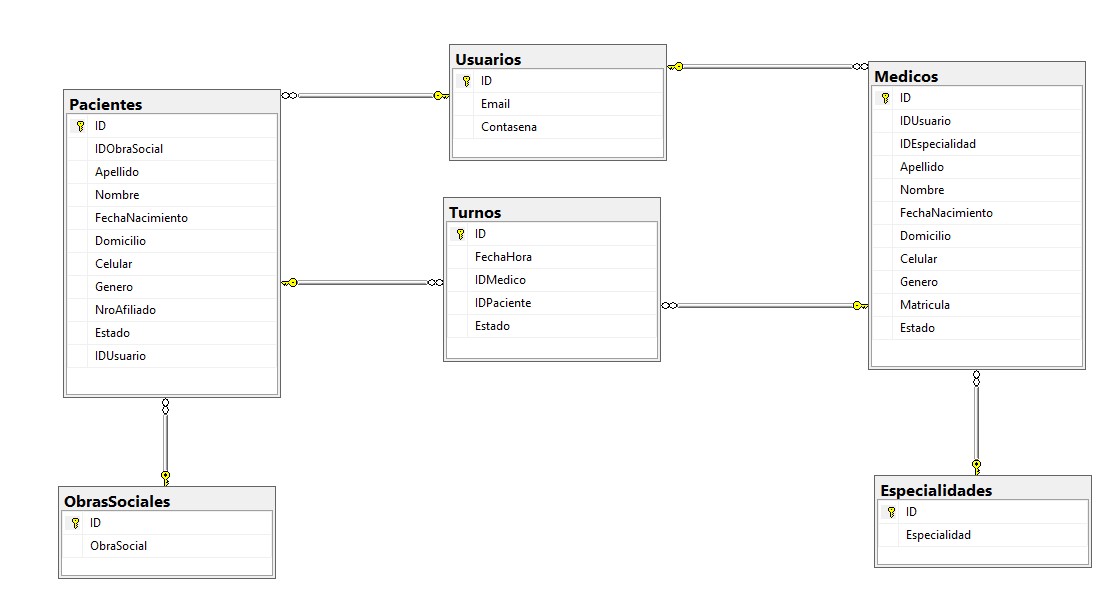 Usuarios
ID
Email
Contasena
Pacientes
ID
IDObraSocial
Apellido
Nombre
FechaNacimiento
Domicilio
Celular
Genero
NroAfiliado
Estado
IDUsuario
Medicos
ID
IDUsuario
IDEspecialidad
Apellido
Nombre
FechaNacimiento
Domicilio
Celular
Genero
Matricula
Estado
Turnos
ID
FechaHora
IDMedico
IDPaciente
Estado
ObrasSociales
ID
ObraSocial
Especialidades
ID
Especialidad